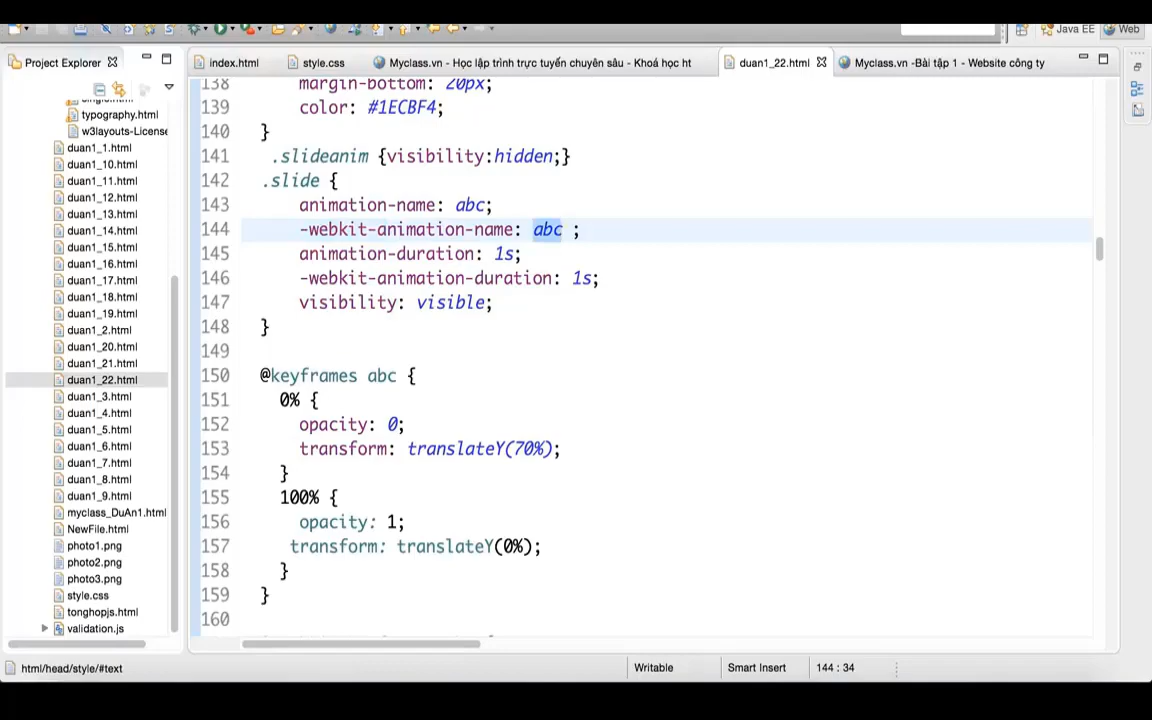 Java EE
Web
Project Explorer
index.html
style.css
Myclass.vn - Học lập trình trực tuyến chuyên sâu - Khoá học ht
duan1_22.html
Myclass.vn -Bài tập 1 - Website công ty
single.html
typography.html
w3layouts-License
duan1_1.html
duan1_10.html
duan1_11.html
duan1_12.html
duan1_13.html
duan1_14.html
duan1_15.html
duan1_16.html
duan1_17.html
duan1_18.html
duan1_19.html
duan1_2.html
duan1_20.html
duan1_21.html
duan1_22.html
duan1_3.html
duan1_4.html
duan1_5.html
duan1_6.html
duan1_7.html
duan1_8.html
duan1_9.html
myclass_DuAn1.html
NewFile.html
photo1.png
photo2.png
photo3.png
style.css
tonghopjs.html
validation.js
138 margin-bottom: 20px;
139 color: #1ECBF4;
140 }
141 .slideanim {visibility:hidden;}
142 .slide {
143 animation-name: abc;
144 -webkit-animation-name: abc ;
145 animation-duration: 1s;
146 -webkit-animation-duration: 1s;
147 visibility: visible;
148 }
149
150 @keyframes abc {
151 0% {
152 opacity: 0;
153 transform: translateY(70%);
154 }
155 100% {
156 opacity: 1;
157 transform: translateY(0%);
158 }
159 }
160
html/head/style/#text
Writable
Smart Insert
144 : 34